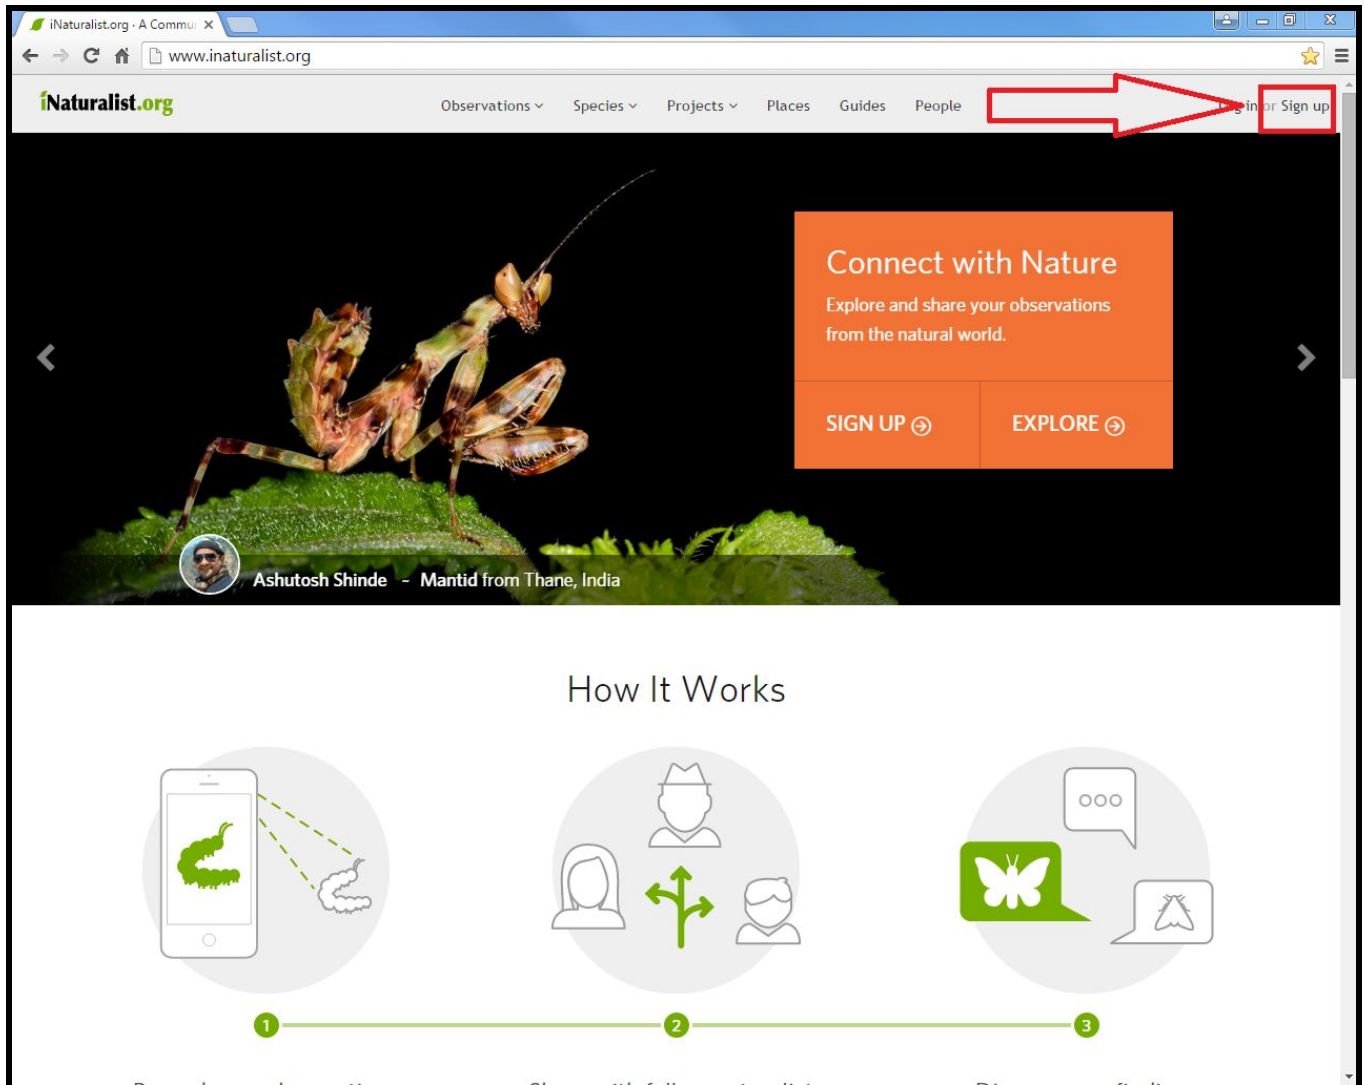 iNaturalist.org · A Commu
www.inaturalist.org
iNaturalist.org
Observations Species Projects Places Guides People in or Sign up
Connect with Nature
Explore and share your observations
from the natural world.
SIGN UP EXPLORE
Ashutosh Shinde ~ Mantid from Thane, India
How It Works
1 2 3